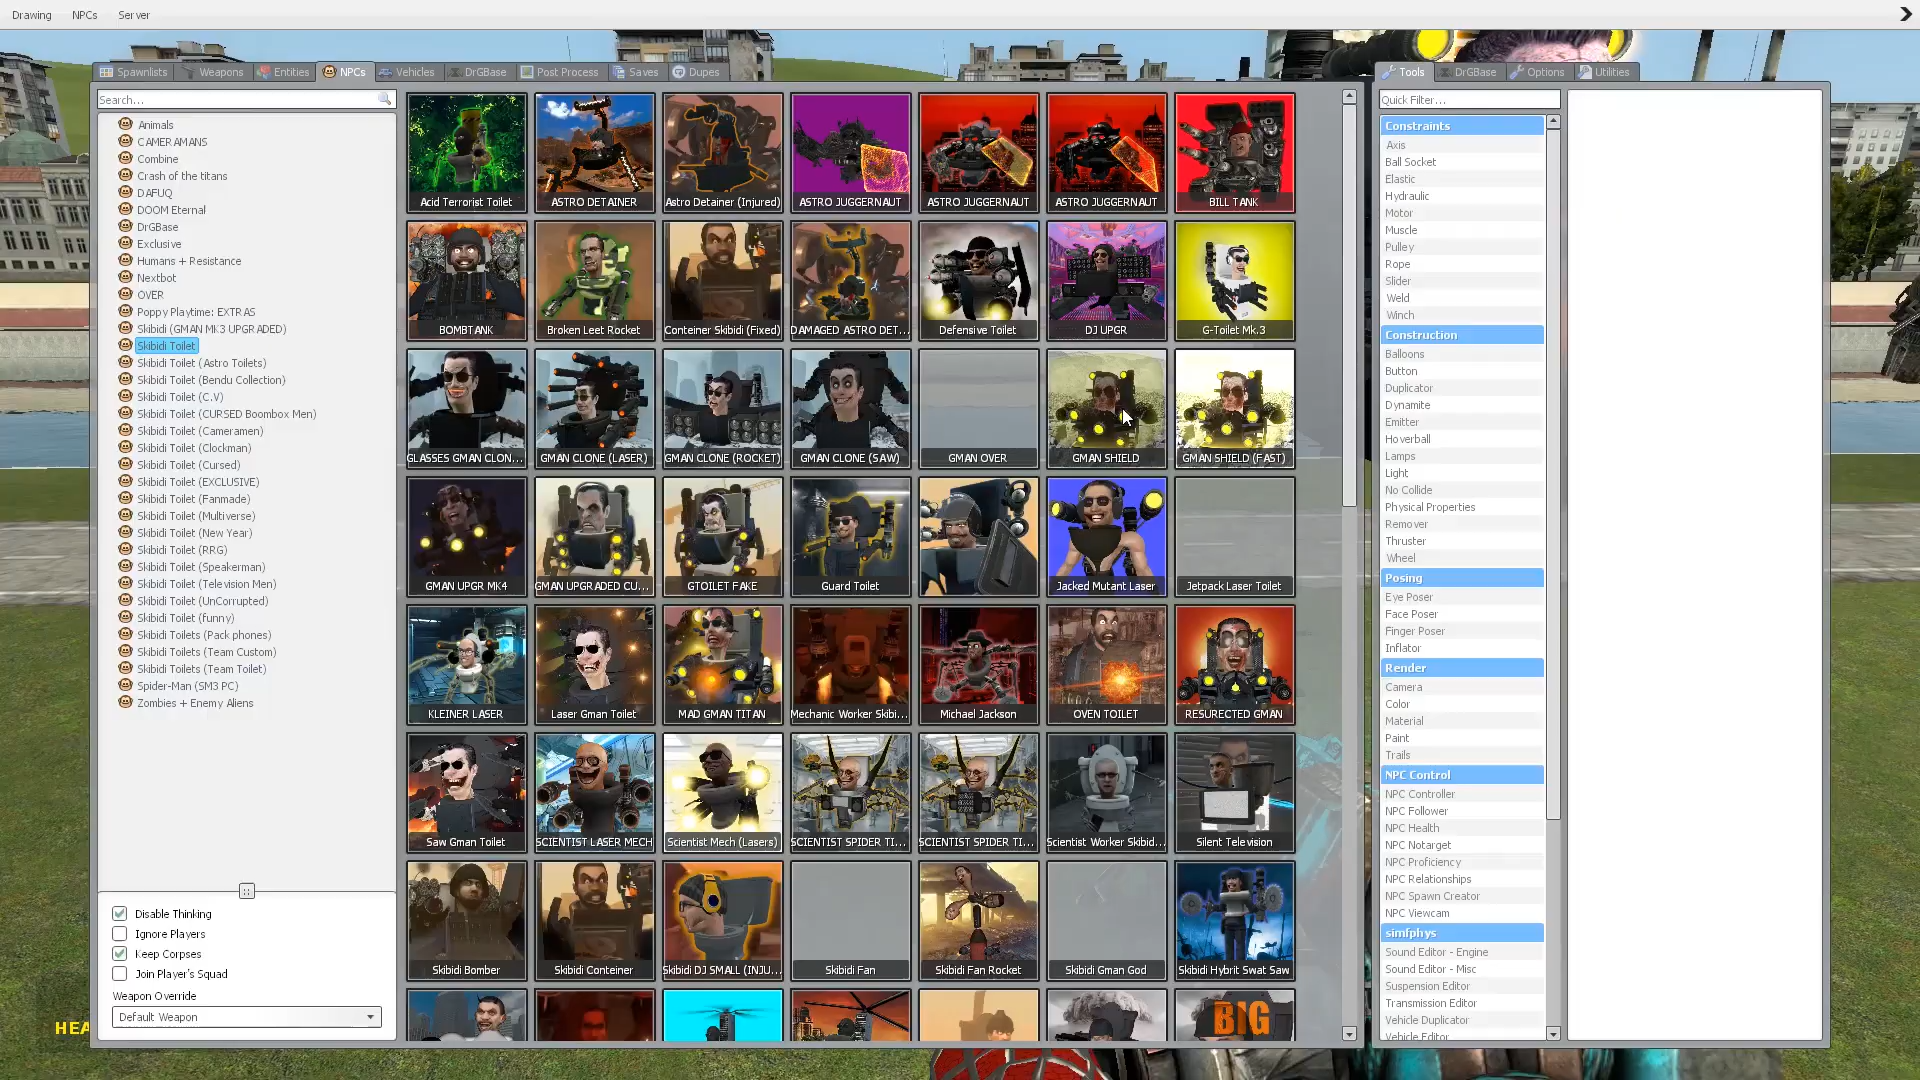 Drawing NPCs Server
Spawnlists Weapons Entities NPCs Vehicles DrGBase Post Process Saves Dupes
Search...
Animals
CAMERAMANS
Combine
Crash of the titans
DAFUQ
DOOM Eternal
DrGBase
Exclusive
Humans + Resistance
Nextbot
OVER
Poppy Playtime: EXTRAS
Skibidi (GMAN MK3 UPGRADED)
Skibidi Toilet
Skibidi Toilet (Astro Toilets)
Skibidi Toilet (Bendu Collection)
Skibidi Toilet (C.V)
Skibidi Toilet (CURSED Boombox Men)
Skibidi Toilet (Cameramen)
Skibidi Toilet (Clockman)
Skibidi Toilet (Cursed)
Skibidi Toilet (EXCLUSIVE)
Skibidi Toilet (Fanmade)
Skibidi Toilet (Multiverse)
Skibidi Toilet (New Year)
Skibidi Toilet (RRG)
Skibidi Toilet (Speakerman)
Skibidi Toilet (Television Men)
Skibidi Toilet (UnCorrupted)
Skibidi Toilet (funny)
Skibidi Toilets (Pack phones)
Skibidi Toilets (Team Custom)
Skibidi Toilets (Team Toilet)
Spider-Man (SM3 PC)
Zombies + Enemy Aliens
Disable Thinking
Ignore Players
Keep Corpses
Join Player's Squad
Weapon Override
Default Weapon
HEA
Acid Terrorist Toilet ASTRO DETAINER Astro Detainer (Injured) ASTRO JUGGERNAUT ASTRO JUGGERNAUT ASTRO JUGGERNAUT BILL TANK
BOMBTANK Broken Leet Rocket Conteiner Skibidi (Fixed) DAMAGED ASTRO DET... Defensive Toilet DJ UPGR G-Toilet Mk.3
GLASSES GMAN CLON... GMAN CLONE (LASER) GMAN CLONE (ROCKET) GMAN CLONE (SAW) GMAN OVER GMAN SHIELD GMAN SHIELD (FAST)
GMAN UPGR MK4 GMAN UPGRADED CU... GTOILET FAKE Guard Toilet Jacked Mutant Laser Jetpack Laser Toilet
KLEINER LASER Laser Gman Toilet MAD GMAN TITAN Mechanic Worker Skibi... Michael Jackson OVEN TOILET RESURECTED GMAN
Saw Gman Toilet SCIENTIST LASER MECH Scientist Mech (Lasers) SCIENTIST SPIDER TI... SCIENTIST SPIDER TI... Scientist Worker Skibid... Silent Television
Skibidi Bomber Skibidi Conteiner Skibidi DJ SMALL (INJU... Skibidi Fan Skibidi Fan Rocket Skibidi Gman God Skibidi Hybrit Swat Saw
BIG
Tools DrGBase Options Utilities
Quick Filter...
Constraints
Axis
Ball Socket
Elastic
Hydraulic
Motor
Muscle
Pulley
Rope
Slider
Weld
Winch
Construction
Balloons
Button
Duplicator
Dynamite
Emitter
Hoverball
Lamps
Light
No Collide
Physical Properties
Remover
Thruster
Wheel
Posing
Eye Poser
Face Poser
Finger Poser
Inflator
Render
Camera
Color
Material
Paint
Trails
NPC Control
NPC Controller
NPC Follower
NPC Health
NPC Notarget
NPC Proficiency
NPC Relationships
NPC Spawn Creator
NPC Viewcam
simfphys
Sound Editor - Engine
Sound Editor - Misc
Suspension Editor
Transmission Editor
Vehicle Duplicator
Vehicle Editor